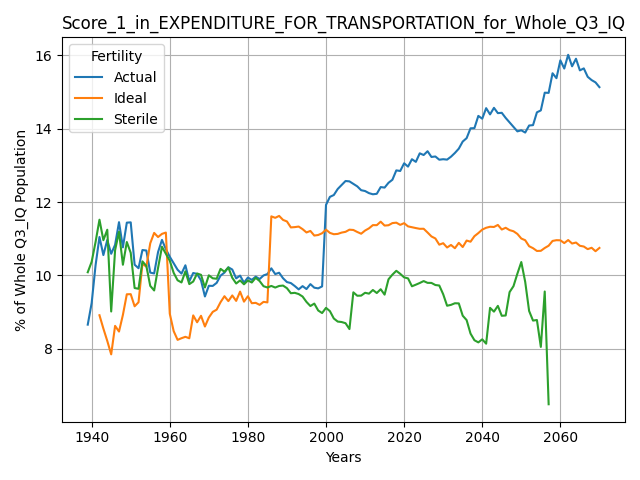 Score_1_in_EXPENDITURE_FOR_TRANSPORTATION_for_Whole_Q3_IQ
Fertility
Actual
Ideal
Sterile
% of Whole Q3_IQ Population
16
14
12
10
8
1940
1960
1980
2000
2020
2040
2060
Years